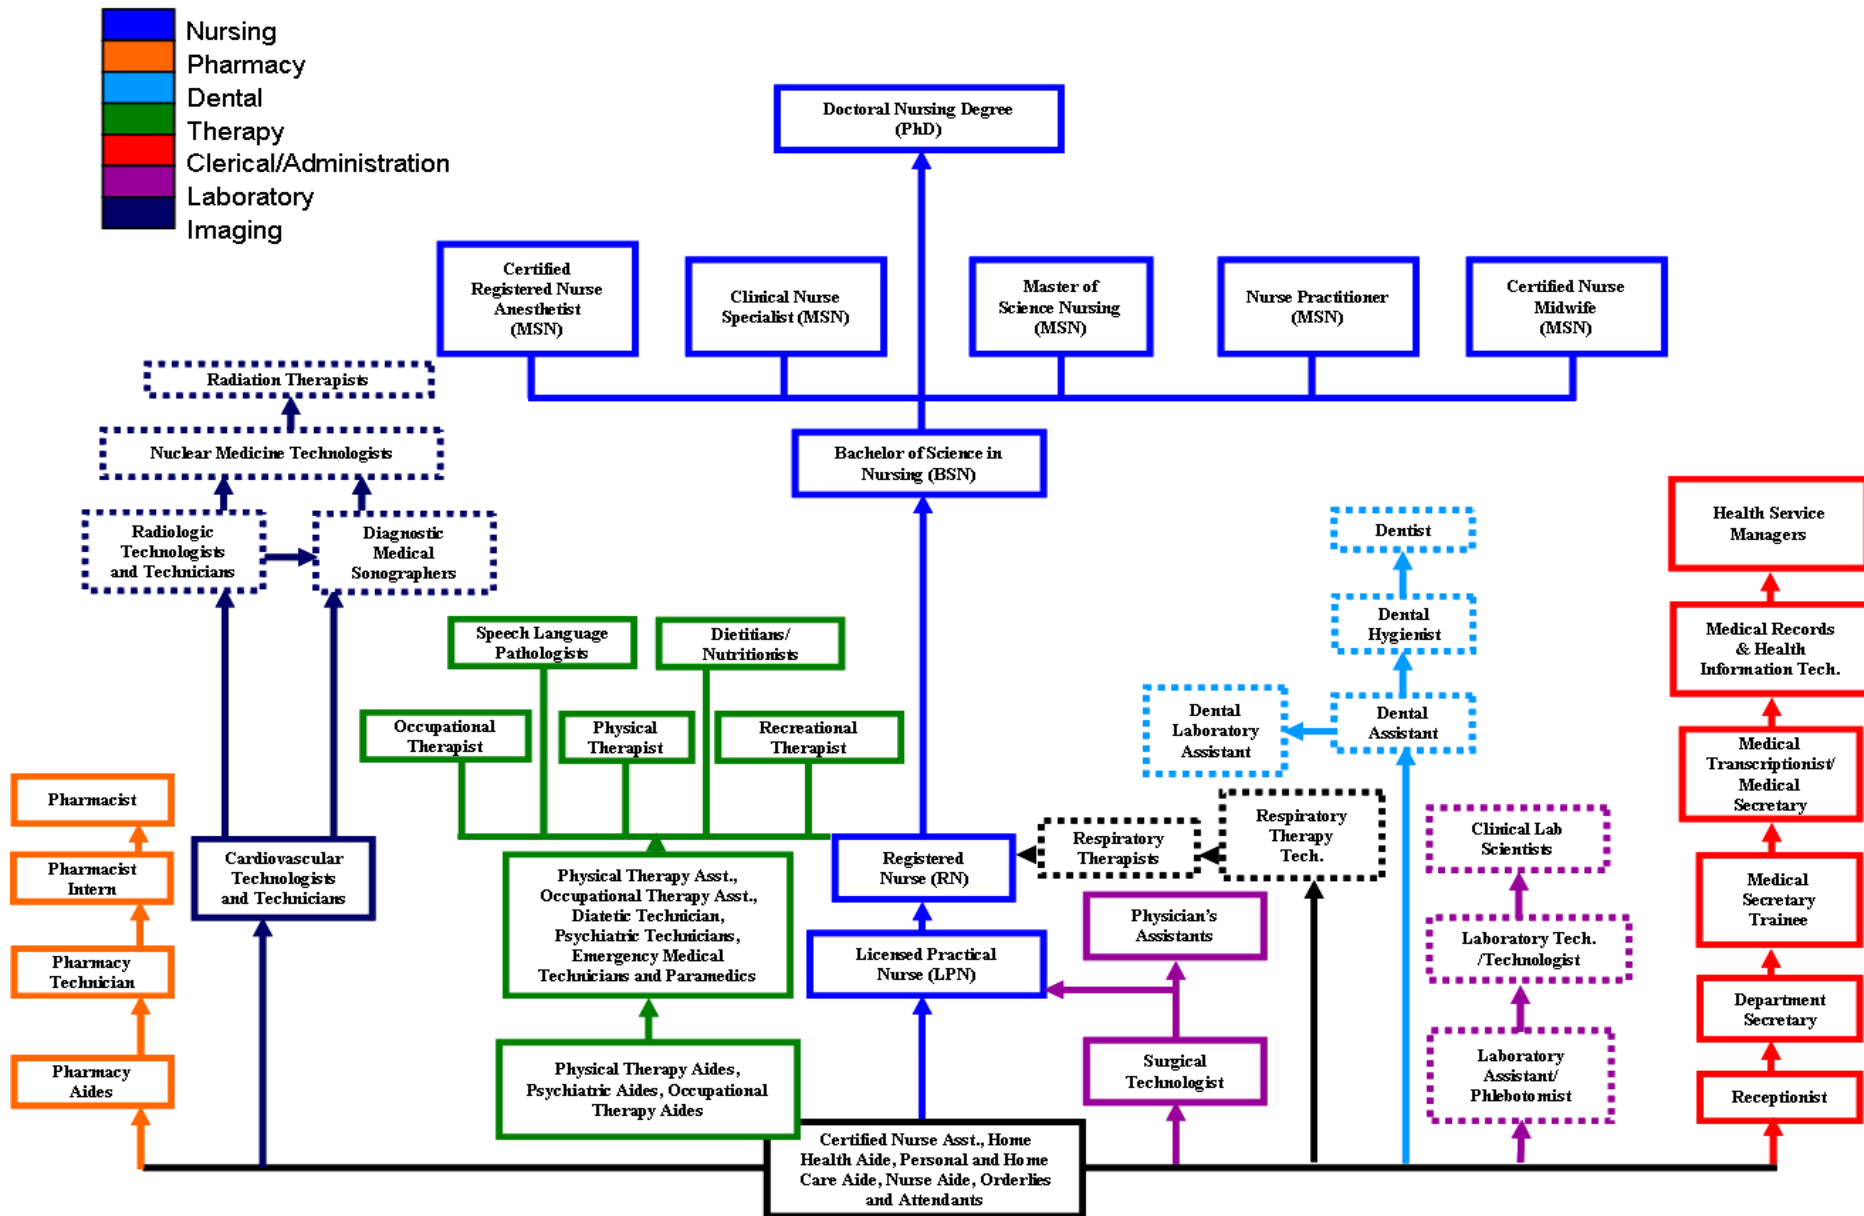 Nursing
Pharmacy
Dental
Therapy
Clerical/Administration
Laboratory
Imaging
Doctoral Nursing Degree
(PhD)
Certified
Registered Nurse
Anesthetist
(MSN)
Clinical Nurse
Specialist (MSN)
Master of
Science Nursing
(MSN)
Nurse Practitioner
(MSN)
Certified Nurse
Midwife
(MSN)
Radiation Therapists
Nuclear Medicine Technologists
Radiologic
Technologists
and Technicians
Diagnostic
Medical
Sonographers
Bachelor of Science in
Nursing (BSN)
Dentist
Dental
Hygienist
Dental
Laboratory
Assistant
Dental
Assistant
Health Service
Managers
Medical Records
& Health
Information Tech.
Medical
Transcriptionist/
Medical
Secretary
Medical
Secretary
Trainee
Department
Secretary
Receptionist
Speech Language
Pathologists
Dietitians/
Nutritionists
Occupational
Therapist
Physical
Therapist
Recreational
Therapist
Pharmacist
Pharmacist
Intern
Pharmacy
Technician
Pharmacy
Aides
Cardiovascular
Technologists
and Technicians
Physical Therapy Asst.,
Occupational Therapy Asst.,
Diatetic Technician,
Psychiatric Technicians,
Emergency Medical
Technicians and Paramedics
Physical Therapy Aides,
Psychiatric Aides, Occupational
Therapy Aides
Registered
Nurse (RN)
Licensed Practical
Nurse (LPN)
Respiratory
Therapists
Respiratory
Therapy
Tech.
Physician's
Assistants
Surgical
Technologist
Clinical Lab
Scientists
Laboratory Tech.
/Technologist
Laboratory
Assistant/
Phlebotomist
Certified Nurse Asst., Home
Health Aide, Personal and Home
Care Aide, Nurse Aide, Orderlies
and Attendants